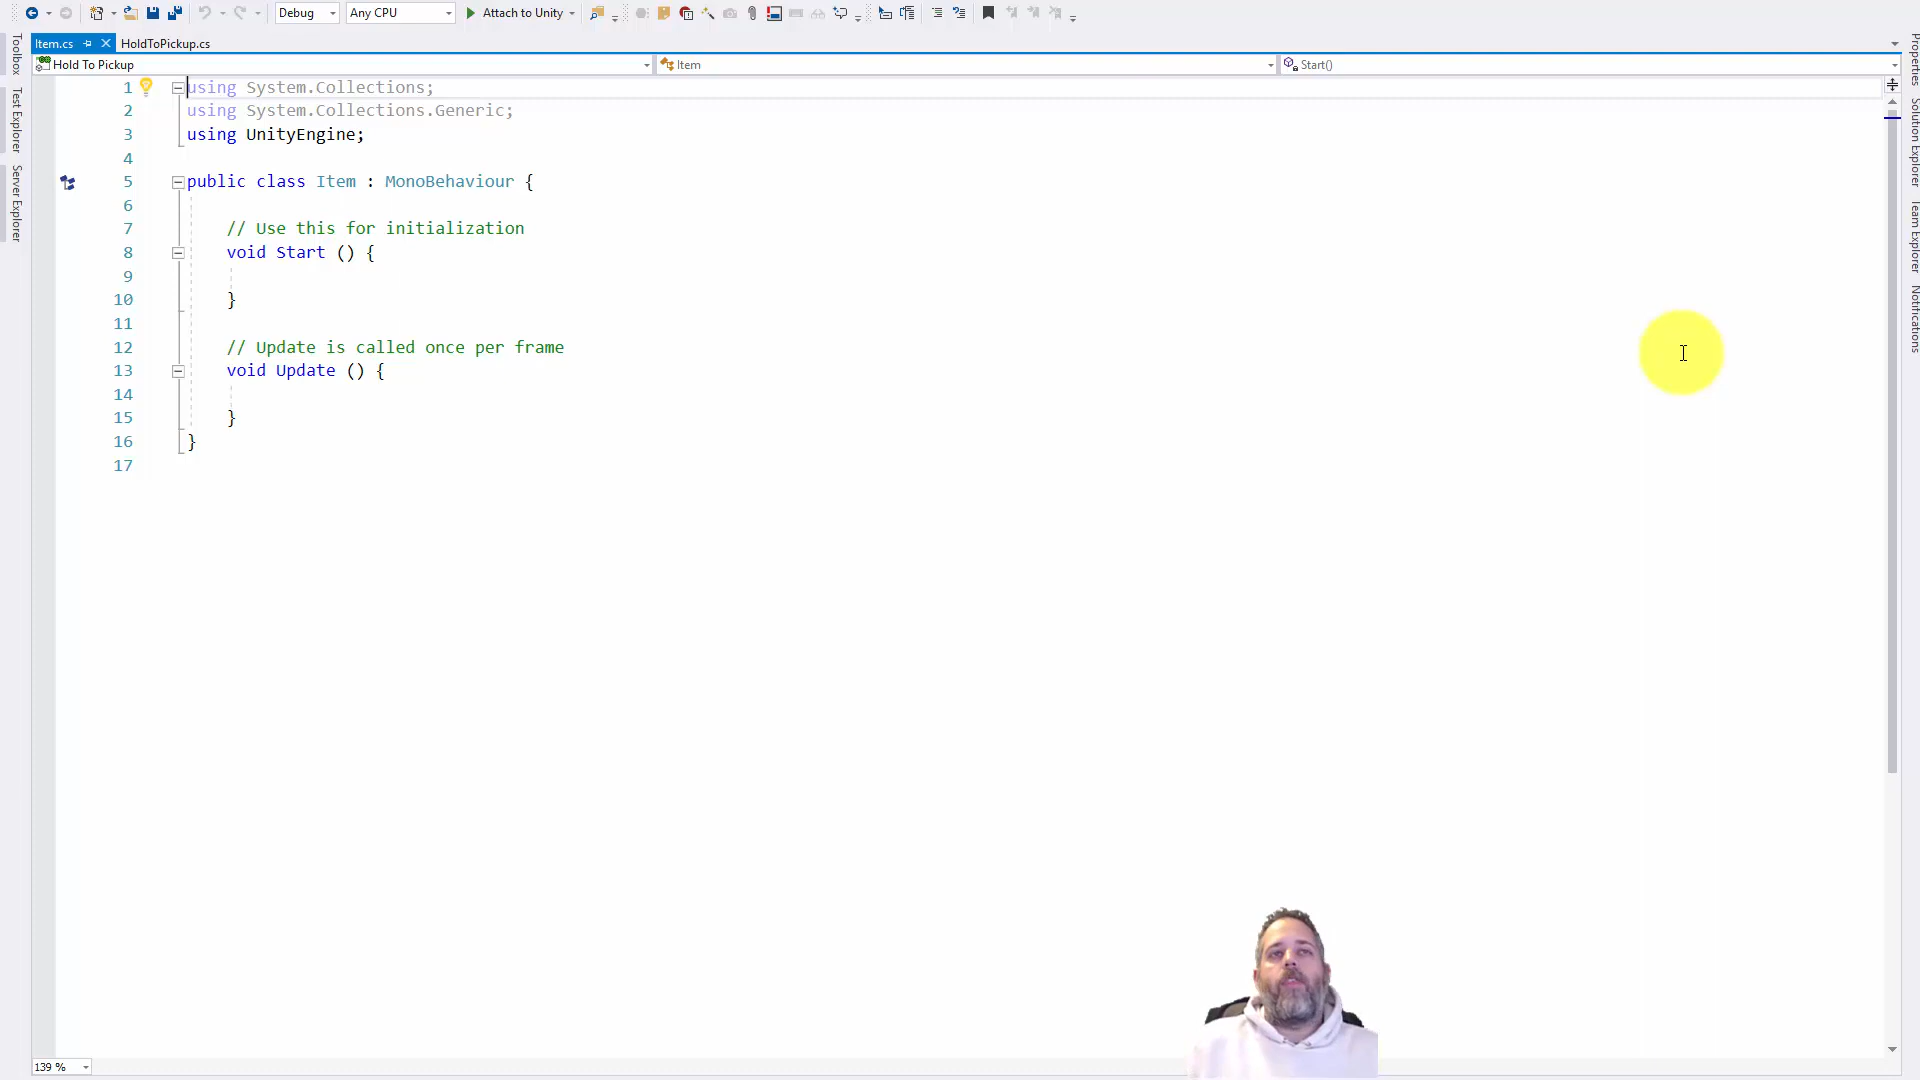 Debug
Any CPU
Attach to Unity
Item.cs
HoldToPickup.cs
Hold To Pickup
Item
Start()
Toolbox
Test Explorer
Server Explorer
1 using System.Collections;
2 using System.Collections.Generic;
3 using UnityEngine;
4
5 public class Item : MonoBehaviour {
6
7 // Use this for initialization
8 void Start () {
9
10 }
11
12 // Update is called once per frame
13 void Update () {
14
15 }
16 }
17
Properties
Solution Explorer
Team Explorer
Notifications
139 %